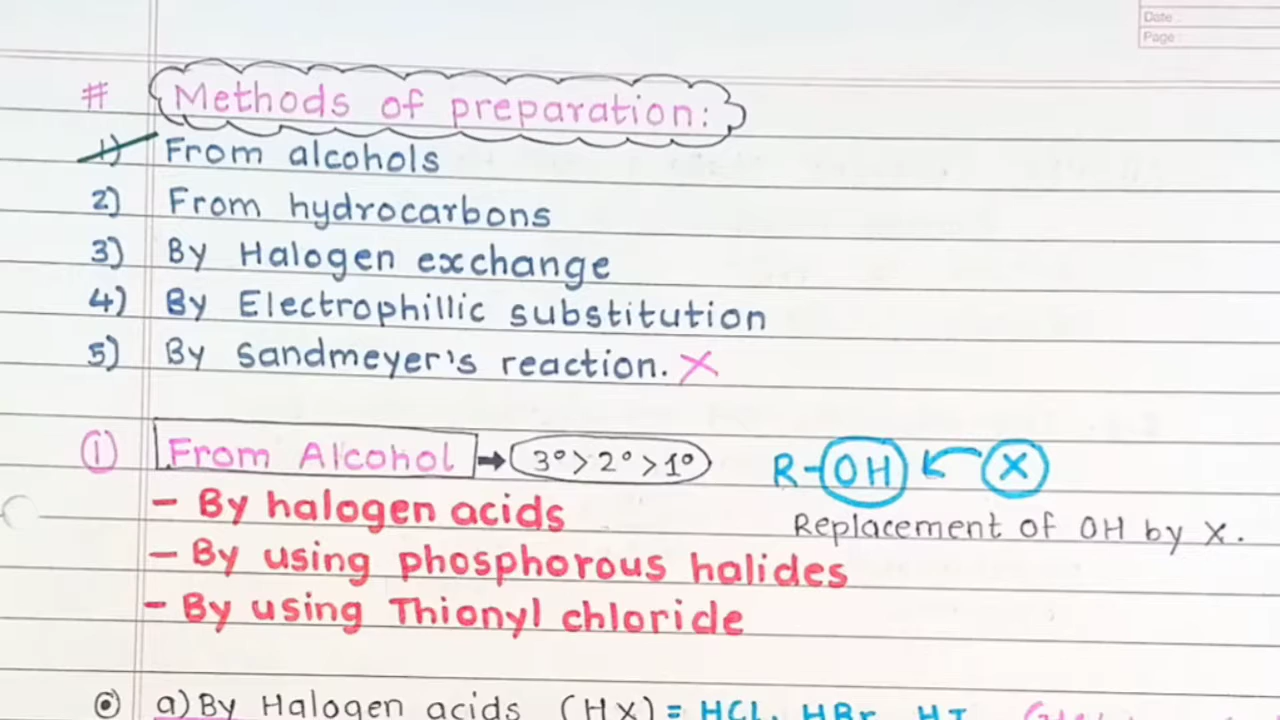 Date :
Page :
# Methods of preparation:
1) From alcohols
2) From hydrocarbons
3) By Halogen exchange
4) By Electrophillic substitution
5) By Sandmeyer's reaction. X
① From Alcohol → 3°>2°>1° R-OH ← X
- By halogen acids
Replacement of OH by X.
- By using phosphorous halides
- By using Thionyl chloride
a) By Halogen acids (HX) = HCl, HBr, HI